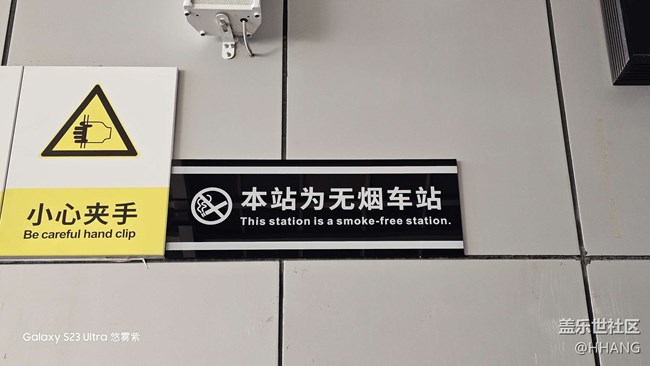 小心夹手
Be careful hand clip
本站为无烟车站
This station is a smoke-free station.
Galaxy S23 Ultra 悠雾紫
盖乐世社区
@HHANG